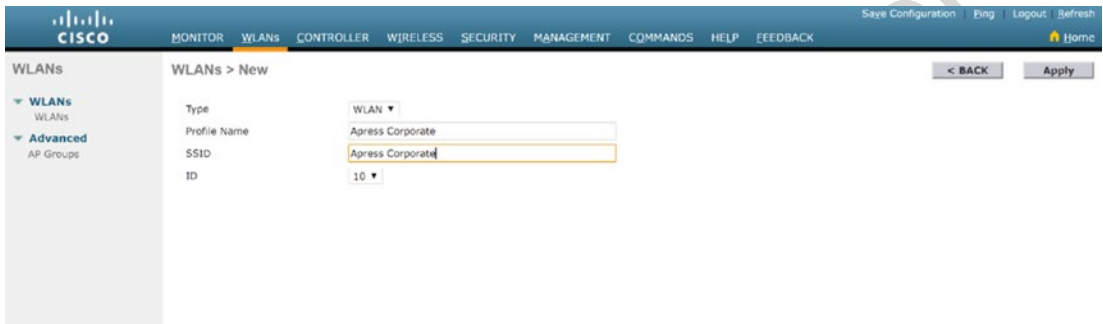 Save Configuration | Ping | Logout | Refresh
CISCO
MONITOR WLANs CONTROLLER WIRELESS SECURITY MANAGEMENT COMMANDS HELP FEEDBACK
Home
WLANs
WLANs > New
< BACK
Apply
WLANs
WLANs
Advanced
AP Groups
Type WLAN
Profile Name Apress Corporate
SSID Apress Corporate
ID 10